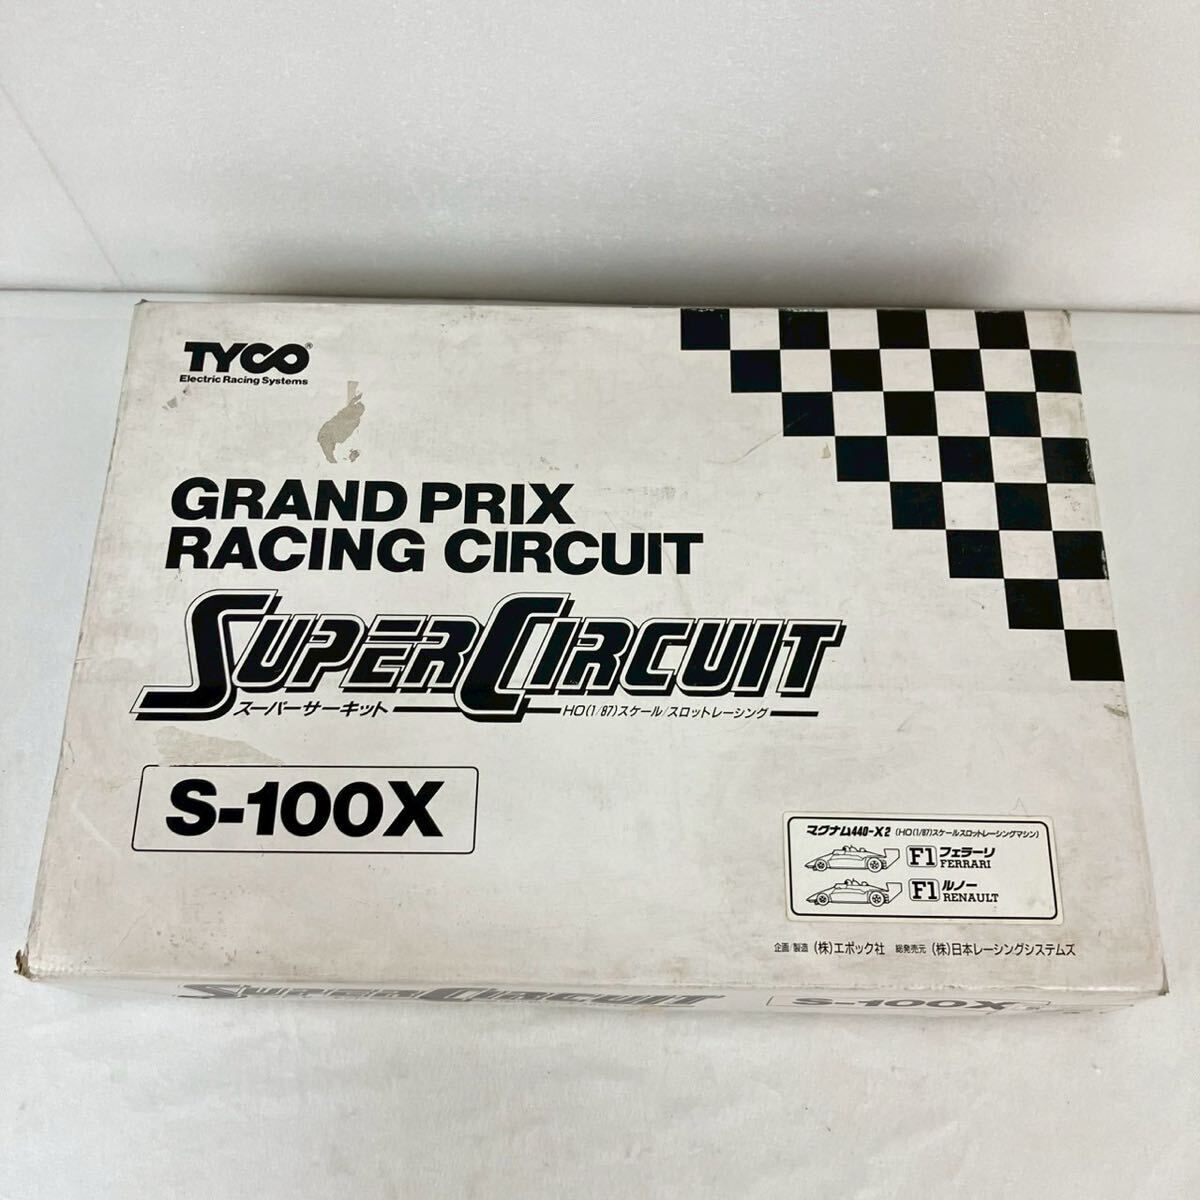 TYCO®
Electric Racing Systems
GRAND PRIX
RACING CIRCUIT
SUPER CIRCUIT
スーパーサーキット
HO(1/87)スケール/スロットレーシング
S-100X
マグナム440-X2 (HO(1/87)スケールスロットレーシングマシン)
F1 フェラーリ
FERRARI
F1 ルノー
RENAULT
企画/製造 (株)エポック社 総発売元 (株)日本レーシングシステムズ
SUPER CIRCUIT
S-100X